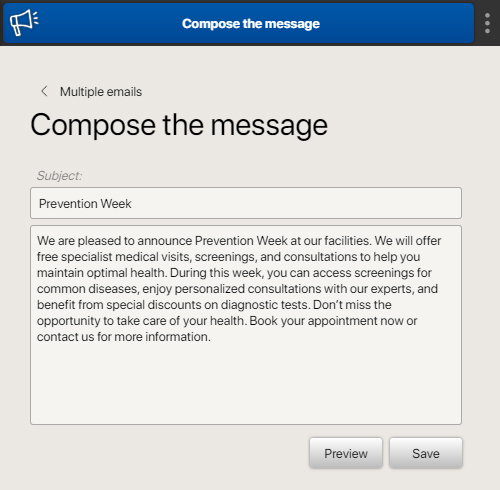 Compose the message
Multiple emails
Compose the message
Subject:
Prevention Week
We are pleased to announce Prevention Week at our facilities. We will offer
free specialist medical visits, screenings, and consultations to help you
maintain optimal health. During this week, you can access screenings for
common diseases, enjoy personalized consultations with our experts, and
benefit from special discounts on diagnostic tests. Don't miss the
opportunity to take care of your health. Book your appointment now or
contact us for more information.
Preview
Save